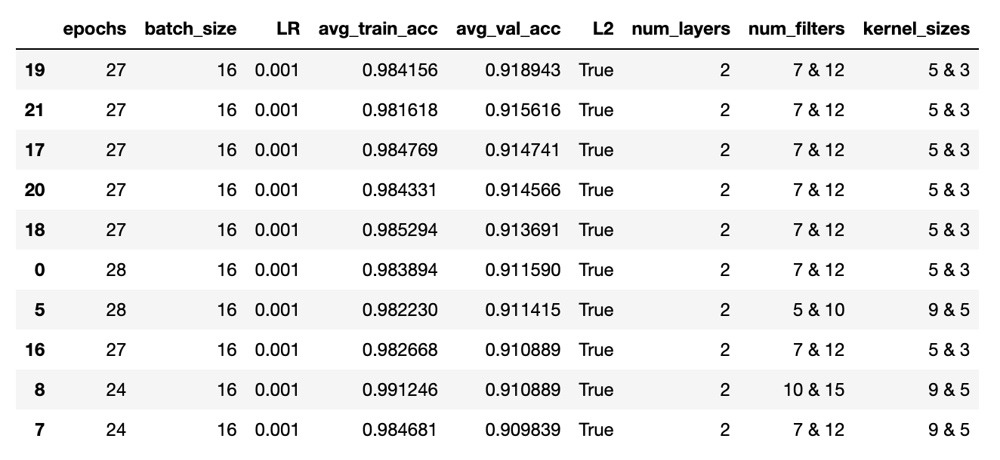 epochs batch_size LR avg_train_acc avg_val_acc L2 num_layers num_filters kernel_sizes
19 27 16 0.001 0.984156 0.918943 True 2 7 & 12 5 & 3
21 27 16 0.001 0.981618 0.915616 True 2 7 & 12 5 & 3
17 27 16 0.001 0.984769 0.914741 True 2 7 & 12 5 & 3
20 27 16 0.001 0.984331 0.914566 True 2 7 & 12 5 & 3
18 27 16 0.001 0.985294 0.913691 True 2 7 & 12 5 & 3
0 28 16 0.001 0.983894 0.911590 True 2 7 & 12 5 & 3
5 28 16 0.001 0.982230 0.911415 True 2 5 & 10 9 & 5
16 27 16 0.001 0.982668 0.910889 True 2 7 & 12 5 & 3
8 24 16 0.001 0.991246 0.910889 True 2 10 & 15 9 & 5
7 24 16 0.001 0.984681 0.909839 True 2 7 & 12 9 & 5